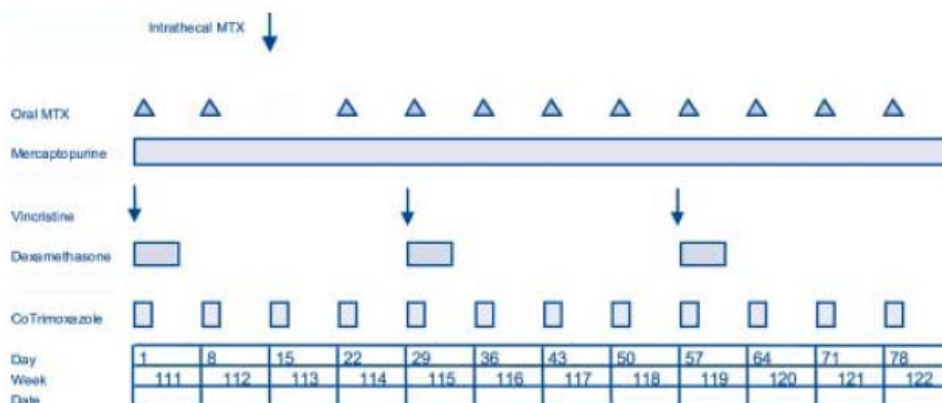 Intrathecal MTX
Oral MTX
Mercaptopurine
Vincristine
Dexamethasone
CoTrimoxazole
Day 1 8 15 22 29 36 43 50 57 64 71 78
Week 111 112 113 114 115 116 117 118 119 120 121 122
Date